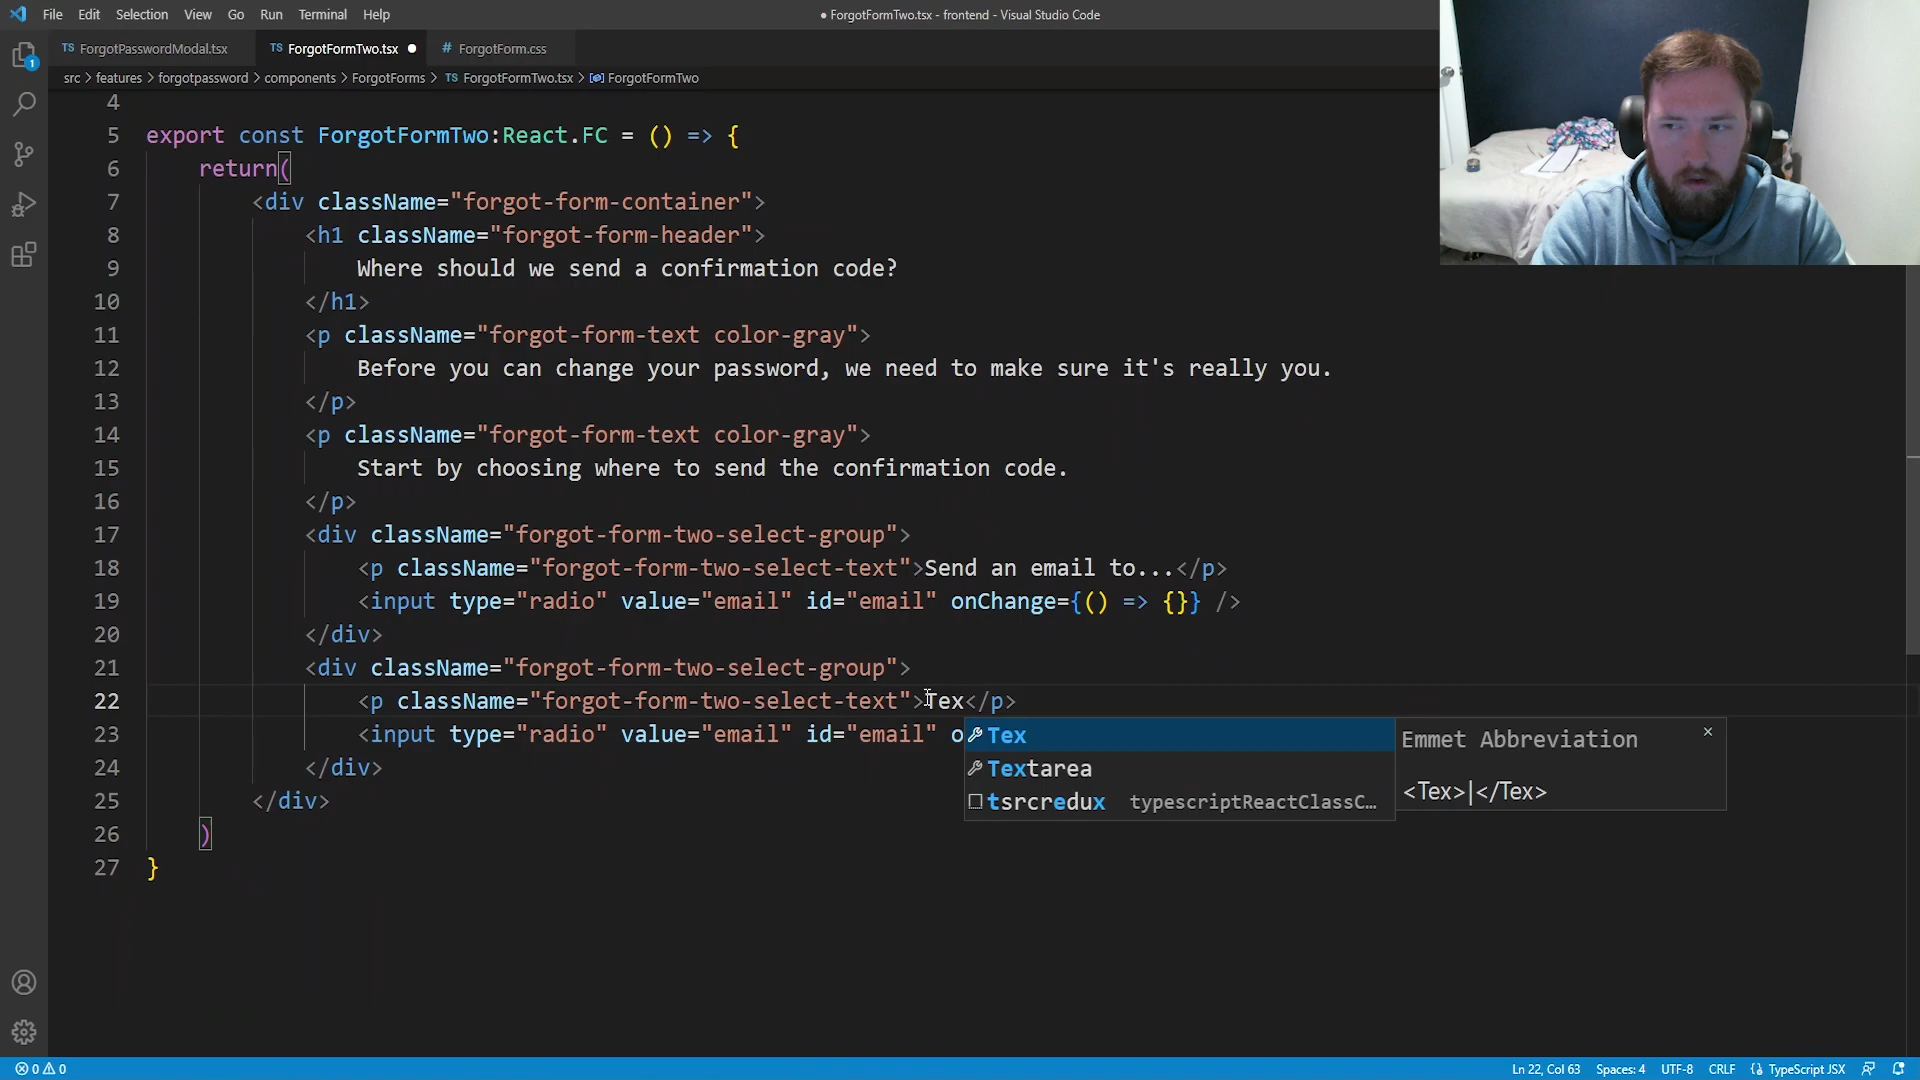 File Edit Selection View Go Run Terminal Help
● ForgotFormTwo.tsx - frontend - Visual Studio Code
TS ForgotPasswordModal.tsx TS ForgotFormTwo.tsx ● # ForgotForm.css
src > features > forgotpassword > components > ForgotForms > TS ForgotFormTwo.tsx > ForgotFormTwo
1
4
5 export const ForgotFormTwo:React.FC = () => {
6 return(
7 <div className="forgot-form-container">
8 <h1 className="forgot-form-header">
9 Where should we send a confirmation code?
10 </h1>
11 <p className="forgot-form-text color-gray">
12 Before you can change your password, we need to make sure it's really you.
13 </p>
14 <p className="forgot-form-text color-gray">
15 Start by choosing where to send the confirmation code.
16 </p>
17 <div className="forgot-form-two-select-group">
18 <p className="forgot-form-two-select-text">Send an email to...</p>
19 <input type="radio" value="email" id="email" onChange={() => {}} />
20 </div>
21 <div className="forgot-form-two-select-group">
22 <p className="forgot-form-two-select-text">Tex</p>
23 <input type="radio" value="email" id="email" o
Tex
Textarea
tsrcredux typescriptReactClassC...
Emmet Abbreviation ×
<Tex>|</Tex>
24 </div>
25 </div>
26 )
27 }
0 0 Ln 22, Col 63 Spaces: 4 UTF-8 CRLF {} TypeScript JSX